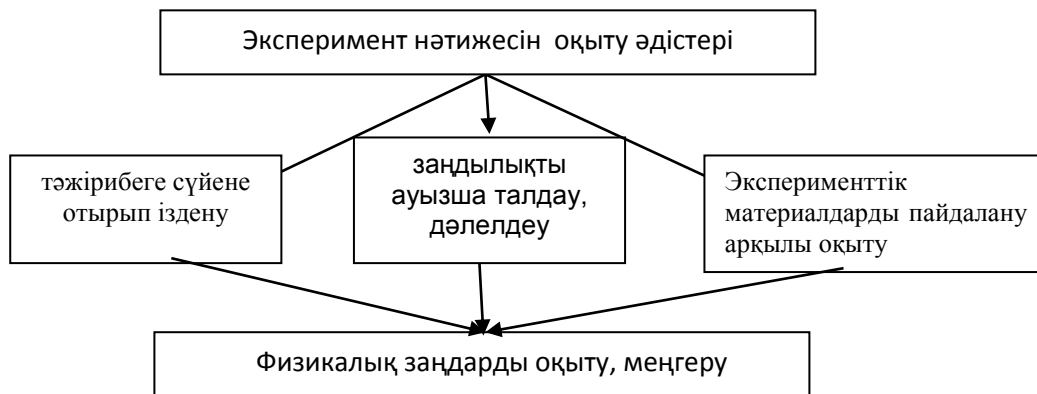 Эксперимент нәтижесін оқыту әдістері
тәжірибеге сүйене
отырып іздену
заңдылықты
ауызша талдау,
дәлелдеу
Эксперименттік
материалдарды пайдалану
арқылы оқыту
Физикалық заңдарды оқыту, меңгеру